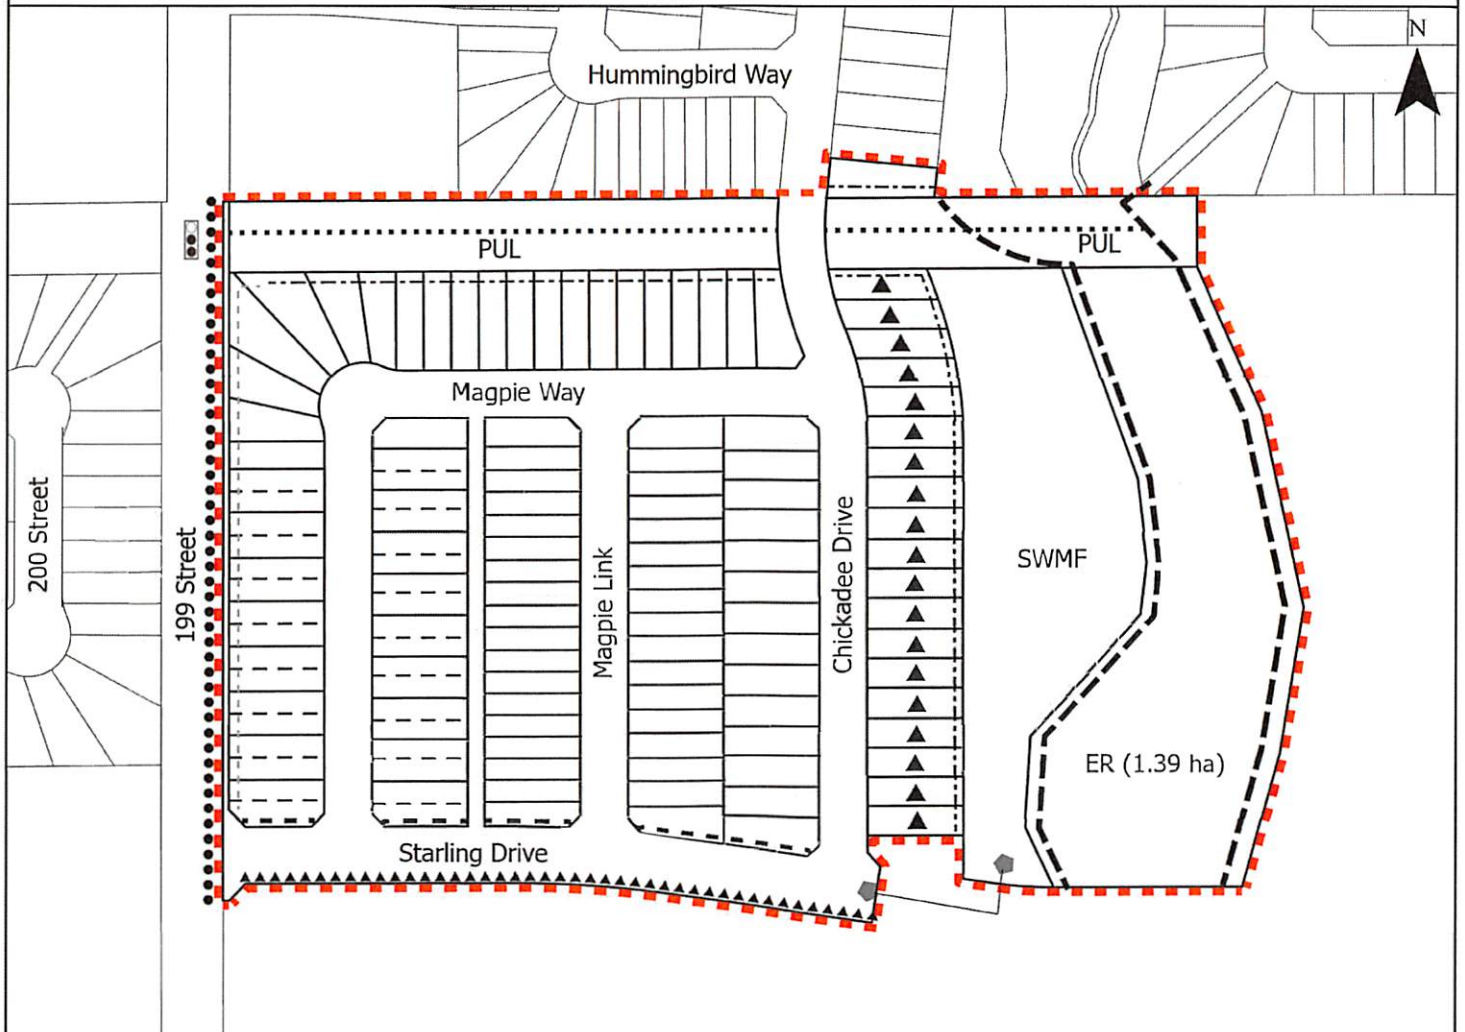 N
Hummingbird Way
PUL
PUL
Magpie Way
200 Street
199 Street
Magpie Link
Chickadee Drive
SWMF
ER (1.39 ha)
Starling Drive